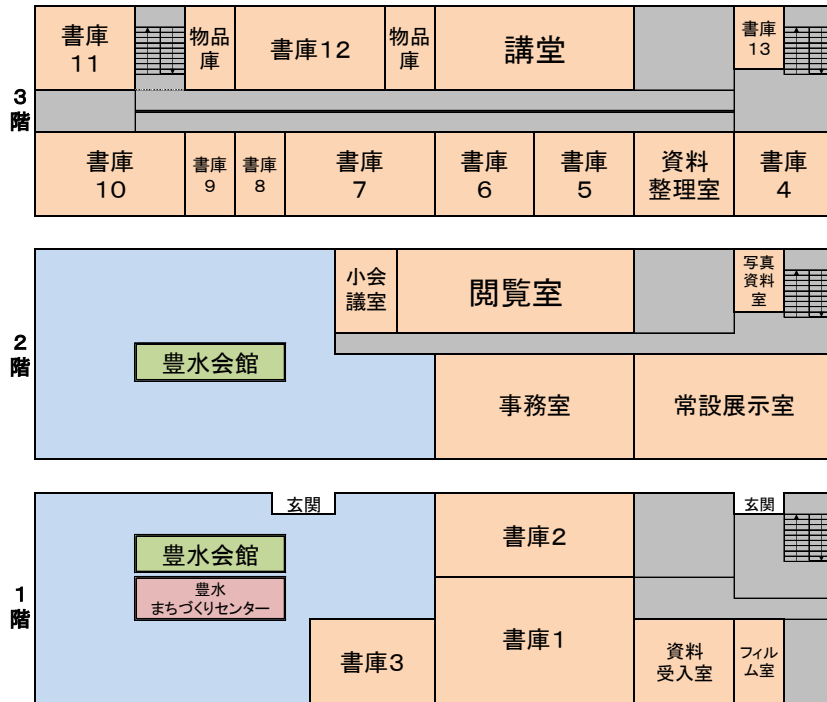 3
階
書庫
11
物品
庫
書庫12
物品
庫
講堂
書庫
13
書庫
10
書庫
9
書庫
8
書庫
7
書庫
6
書庫
5
資料
整理室
書庫
4
2
階
小会
議室
閲覧室
写真
資料
室
豊水会館
事務室
常設展示室
1
階
玄関
玄関
豊水会館
豊水
まちづくりセンター
書庫2
書庫3
書庫1
資料
受入室
フィル
ム室